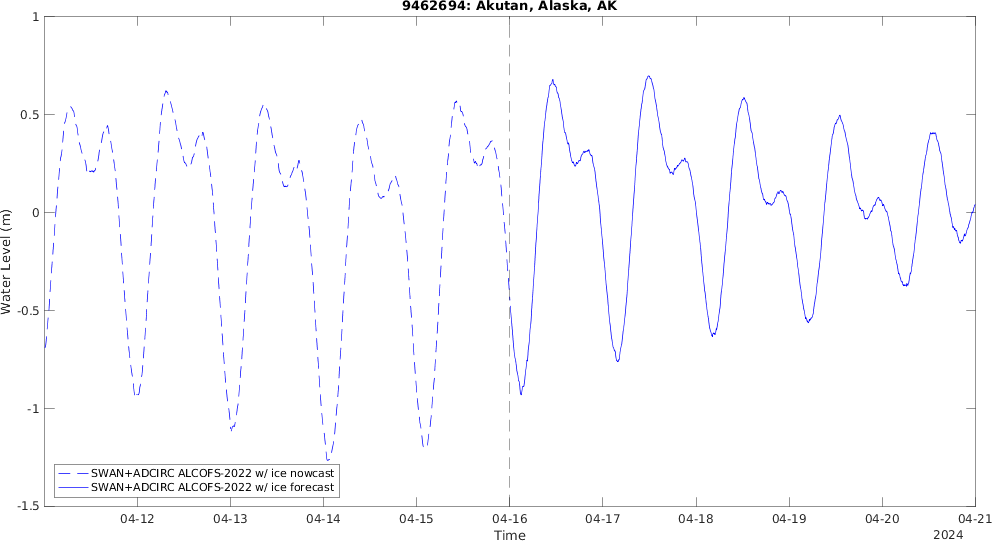 9462694: Akutan, Alaska, AK
1
0.5
0
-0.5
-1
-1.5
Water Level (m)
SWAN+ADCIRC ALCOFS-2022 w/ ice nowcast
SWAN+ADCIRC ALCOFS-2022 w/ ice forecast
04-12 04-13 04-14 04-15 04-16 04-17 04-18 04-19 04-20 04-21
Time
2024